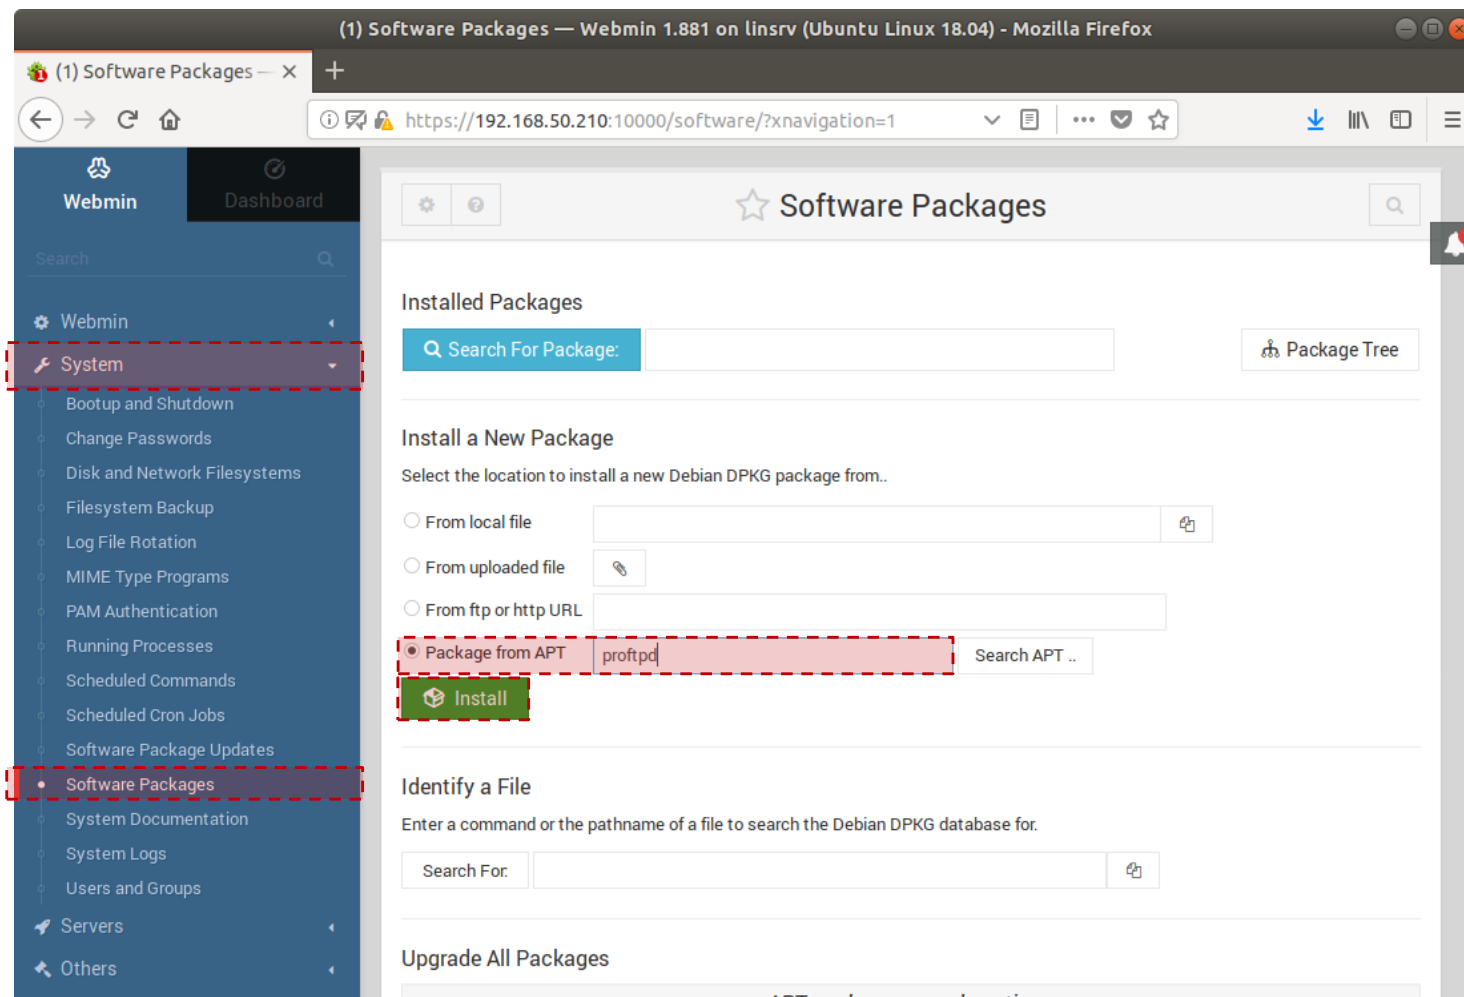 (1) Software Packages — Webmin 1.881 on linsrv (Ubuntu Linux 18.04) - Mozilla Firefox
(1) Software Packages —
https://192.168.50.210:10000/software/?xnavigation=1
Webmin
Dashboard
Search
Webmin
System
Bootup and Shutdown
Change Passwords
Disk and Network Filesystems
Filesystem Backup
Log File Rotation
MIME Type Programs
PAM Authentication
Running Processes
Scheduled Commands
Scheduled Cron Jobs
Software Package Updates
Software Packages
System Documentation
System Logs
Users and Groups
Servers
Others
Software Packages
Installed Packages
Search For Package:
Package Tree
Install a New Package
Select the location to install a new Debian DPKG package from..
From local file
From uploaded file
From ftp or http URL
Package from APT
proftpd
Search APT ..
Install
Identify a File
Enter a command or the pathname of a file to search the Debian DPKG database for.
Search For:
Upgrade All Packages